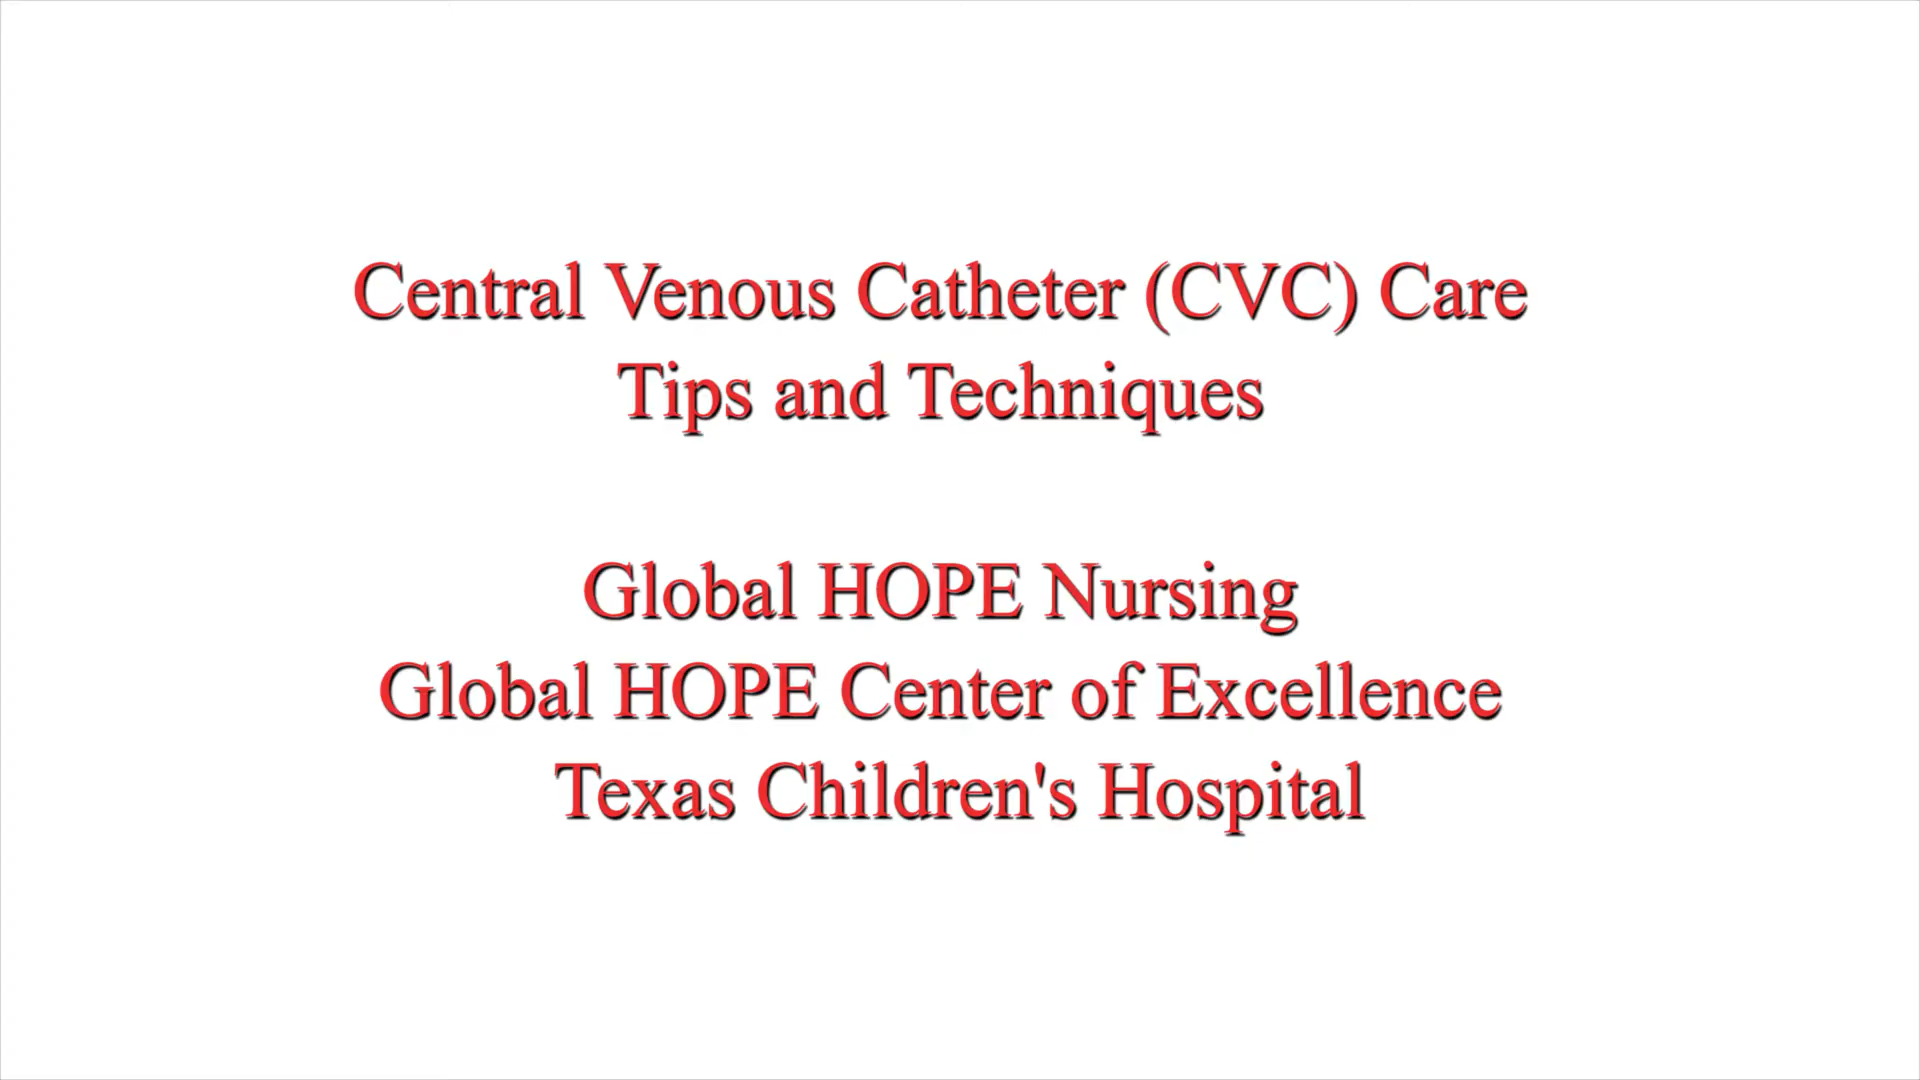 Central Venous Catheter (CVC) Care
Tips and Techniques
Global HOPE Nursing
Global HOPE Center of Excellence
Texas Children's Hospital